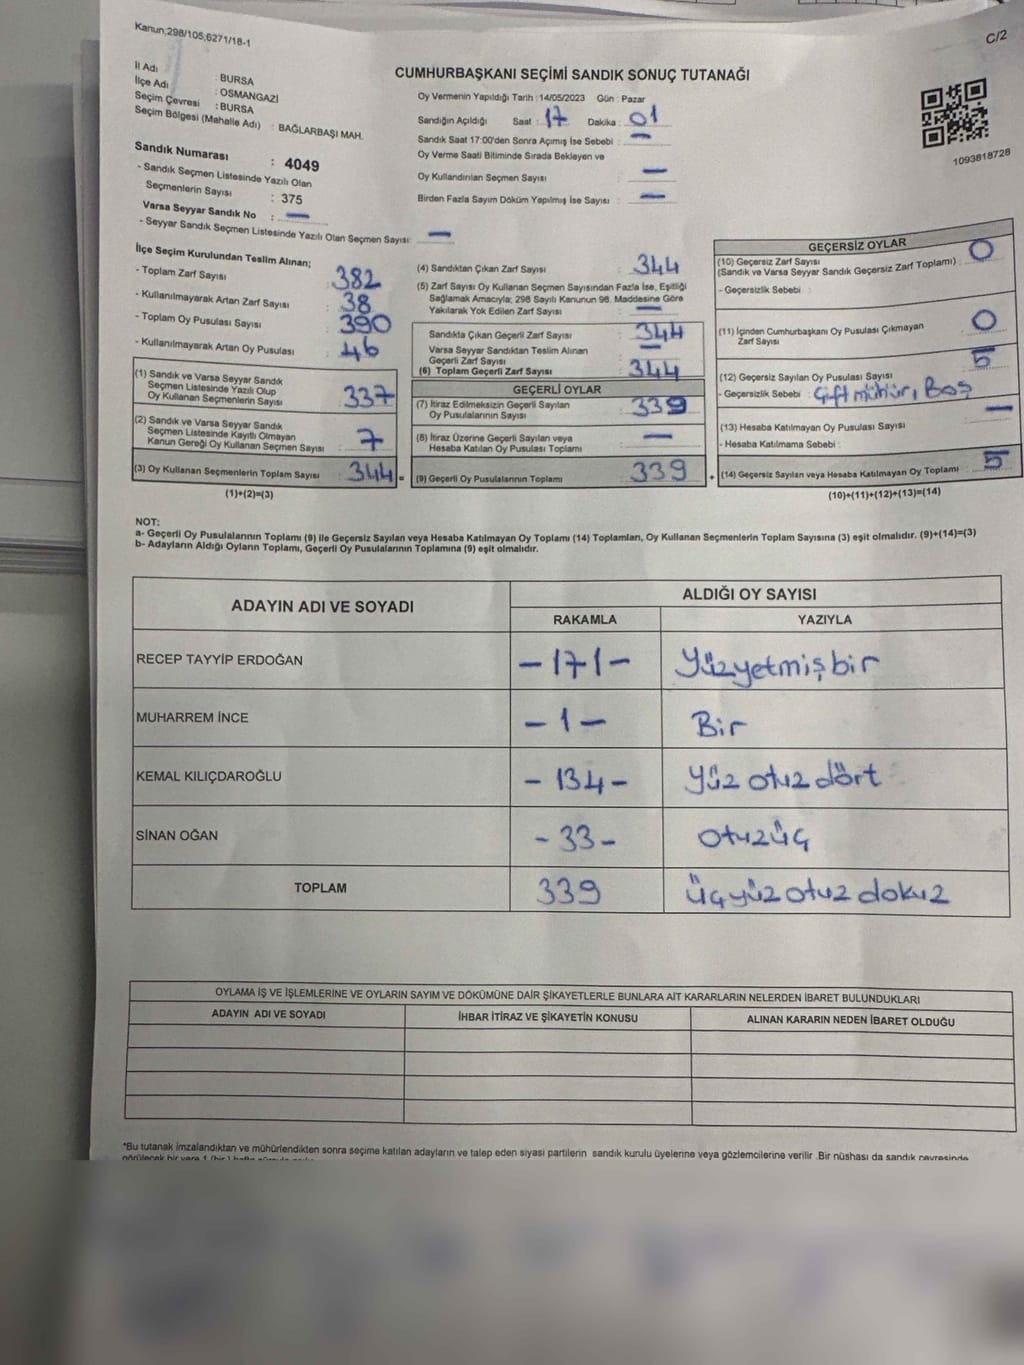 Kanun;298/105;6271/18-1
C/2
İl Adı : BURSA
İlçe Adı : OSMANGAZİ
Seçim Çevresi : BURSA
Seçim Bölgesi (Mahalle Adı) : BAĞLARBAŞI MAH.
CUMHURBAŞKANI SEÇİMİ SANDIK SONUÇ TUTANAĞI
Oy Vermenin Yapıldığı Tarih : 14/05/2023 Gün : Pazar
Sandığın Açıldığı Saat : 17 Dakika : 01
Sandık Saat 17:00'den Sonra Açımış İse Sebebi : —
Oy Verme Saati Bitiminde Sırada Bekleyen ve
Oy Kullandırılan Seçmen Sayısı : —
Birden Fazla Sayım Döküm Yapılmış İse Sayısı : —
1093818728
Sandık Numarası : 4049
- Sandık Seçmen Listesinde Yazılı Olan
Seçmenlerin Sayısı : 375
Varsa Seyyar Sandık No : —
- Seyyar Sandık Seçmen Listesinde Yazılı Olan Seçmen Sayısı : —
İlçe Seçim Kurulundan Teslim Alınan;
- Toplam Zarf Sayısı : 382
- Kullanılmayarak Artan Zarf Sayısı : 38
- Toplam Oy Pusulası Sayısı : 390
- Kullanılmayarak Artan Oy Pusulası : 46
(1) Sandık ve Varsa Seyyar Sandık
Seçmen Listesinde Yazılı Olup
Oy Kullanan Seçmenlerin Sayısı : 337
(2) Sandık ve Varsa Seyyar Sandık
Seçmen Listesinde Kayıtlı Olmayan
Kanun Gereği Oy Kullanan Seçmen Sayısı : 7
(3) Oy Kullanan Seçmenlerin Toplam Sayısı : 344 =
(1)+(2)=(3)
(4) Sandıktan Çıkan Zarf Sayısı : 344
(5) Zarf Sayısı Oy Kullanan Seçmen Sayısından Fazla İse, Eşitliği
Sağlamak Amacıyla; 298 Sayılı Kanunun 98. Maddesine Göre
Yakılarak Yok Edilen Zarf Sayısı : —
Sandıkta Çıkan Geçerli Zarf Sayısı : 344
Varsa Seyyar Sandıktan Teslim Alınan
Geçerli Zarf Sayısı : —
(6) Toplam Geçerli Zarf Sayısı : 344
GEÇERLİ OYLAR
(7) İtiraz Edilmeksizin Geçerli Sayılan
Oy Pusulalarının Sayısı : 339
(8) İtiraz Üzerine Geçerli Sayılan veya
Hesaba Katılan Oy Pusulası Toplamı : —
(9) Geçerli Oy Pusulalarının Toplamı : 339 +
GEÇERSİZ OYLAR
(10) Geçersiz Zarf Sayısı
(Sandık ve Varsa Seyyar Sandık Geçersiz Zarf Toplamı) : 0
- Geçersizlik Sebebi :
(11) İçinden Cumhurbaşkanı Oy Pusulası Çıkmayan
Zarf Sayısı : 0
(12) Geçersiz Sayılan Oy Pusulası Sayısı : 5
- Geçersizlik Sebebi : Çift mühür, Boş
(13) Hesaba Katılmayan Oy Pusulası Sayısı : —
- Hesaba Katılmama Sebebi :
(14) Geçersiz Sayılan veya Hesaba Katılmayan Oy Toplamı : 5
(10)+(11)+(12)+(13)=(14)
NOT:
a- Geçerli Oy Pusulalarının Toplamı (9) ile Geçersiz Sayılan veya Hesaba Katılmayan Oy Toplamı (14) Toplamları, Oy Kullanan Seçmenlerin Toplam Sayısına (3) eşit olmalıdır. (9)+(14)=(3)
b- Adayların Aldığı Oyların Toplamı, Geçerli Oy Pusulalarının Toplamına (9) eşit olmalıdır.
ADAYIN ADI VE SOYADI
ALDIĞI OY SAYISI
RAKAMLA YAZIYLA
RECEP TAYYİP ERDOĞAN -171- Yüzyetmişbir
MUHARREM İNCE -1- Bir
KEMAL KILIÇDAROĞLU -134- Yüz otuz dört
SİNAN OĞAN -33- otuzüç
TOPLAM 339 Üçyüz otuz dokuz
OYLAMA İŞ VE İŞLEMLERİNE VE OYLARIN SAYIM VE DÖKÜMÜNE DAİR ŞİKAYETLERLE BUNLARA AİT KARARLARIN NELERDEN İBARET BULUNDUKLARI
ADAYIN ADI VE SOYADI İHBAR İTİRAZ VE ŞİKAYETİN KONUSU ALINAN KARARIN NEDEN İBARET OLDUĞU
*Bu tutanak imzalandıktan ve mühürlendikten sonra seçime katılan adayların ve talep eden siyasi partilerin sandık kurulu üyelerine veya gözlemcilerine verilir .Bir nüshası da sandık çevresinde